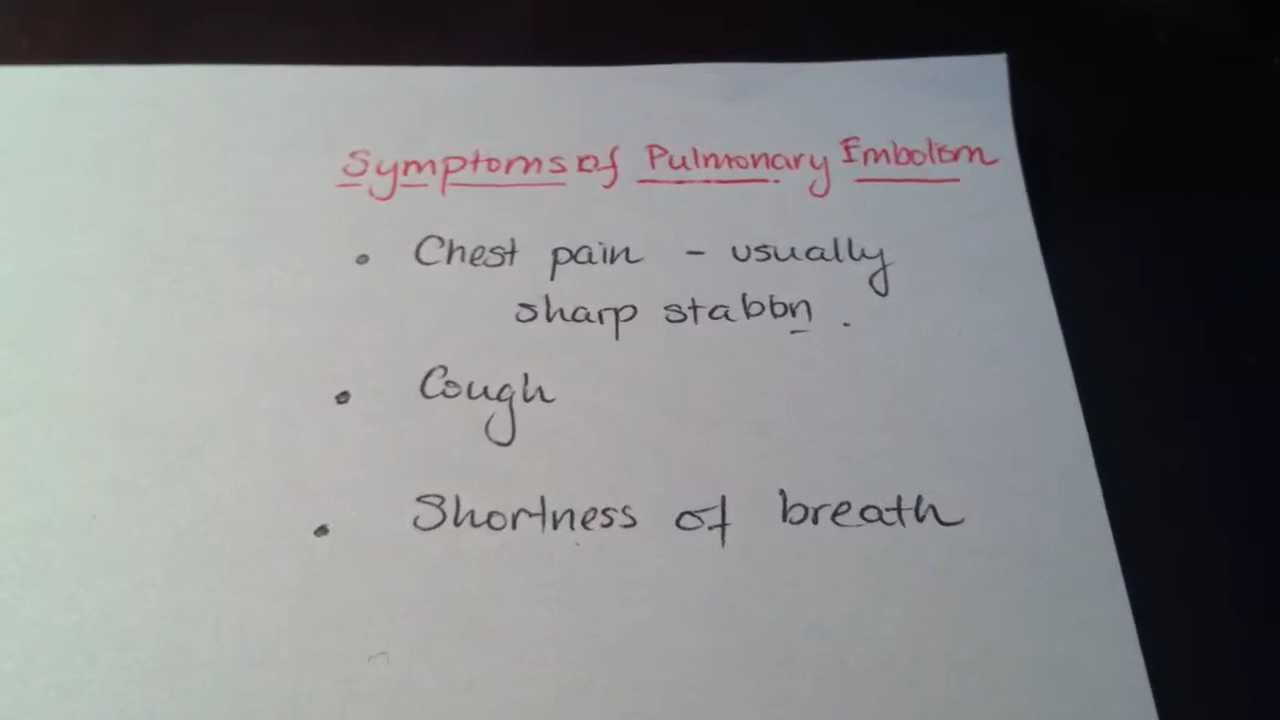 Symptoms of Pulmonary Embolism
• Chest pain - usually
sharp stabbn.
• Cough
• Shortness of breath